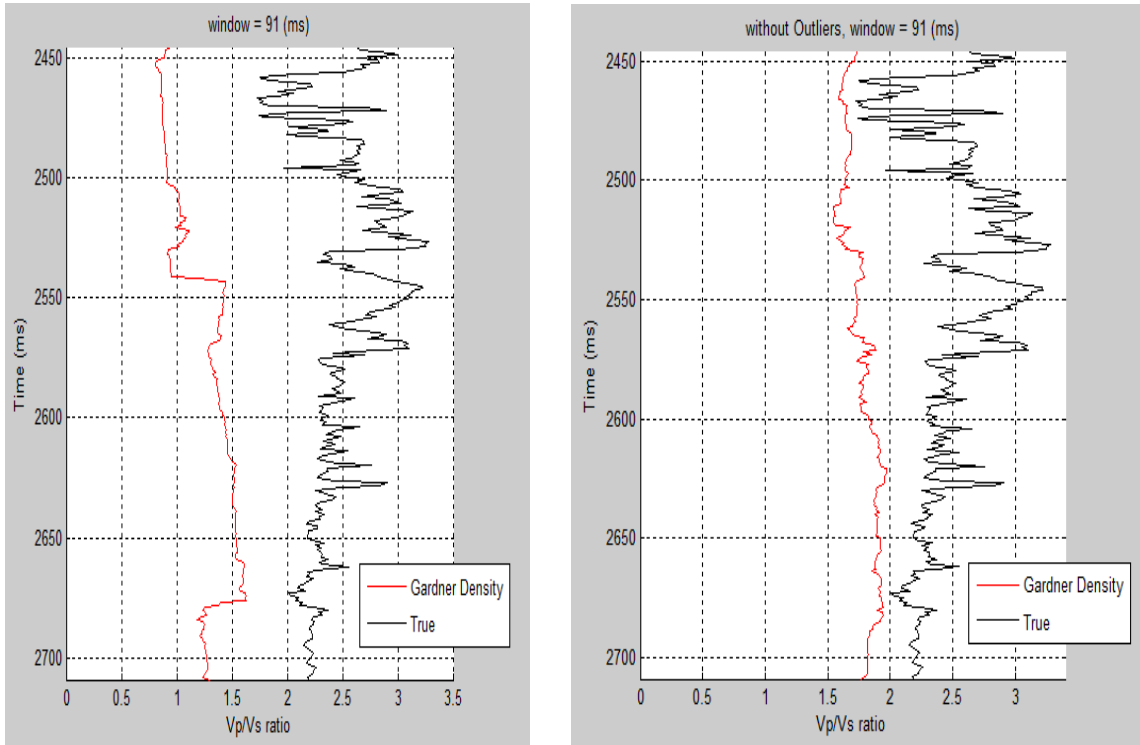 window = 91 (ms)
2450
2500
2550
2600
2650
2700
Time (ms)
0 0.5 1 1.5 2 2.5 3 3.5
Vp/Vs ratio
Gardner Density
True
without Outliers, window = 91 (ms)
2450
2500
2550
2600
2650
2700
Time (ms)
0 0.5 1 1.5 2 2.5 3
Vp/Vs ratio
Gardner Density
True